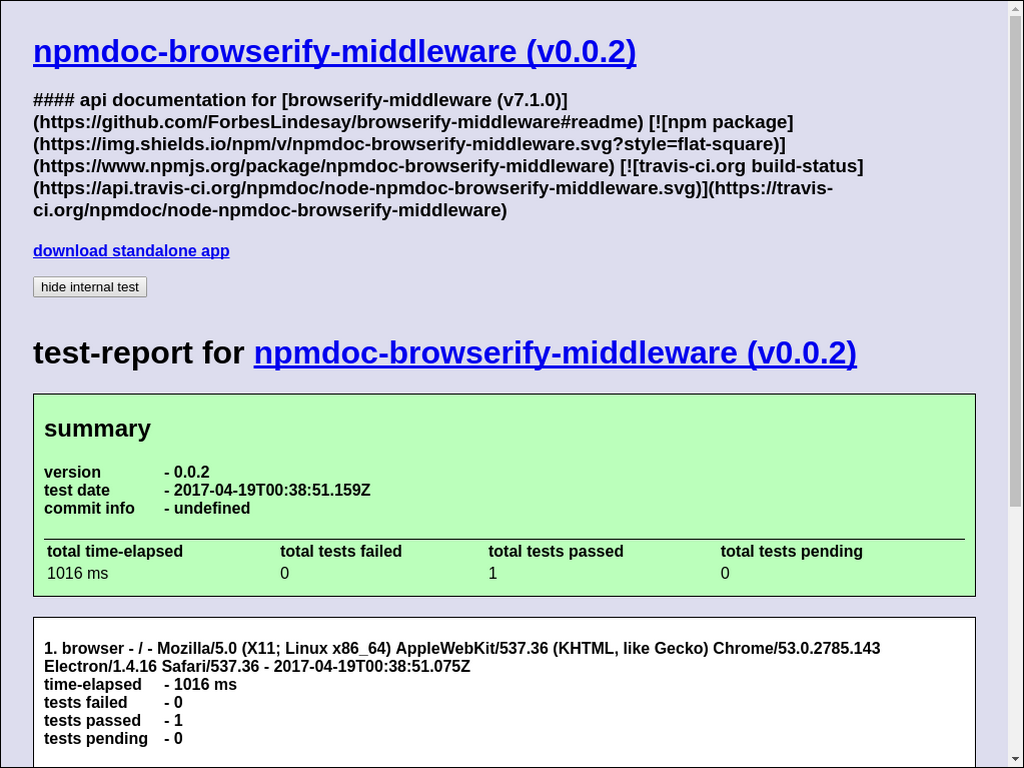 npmdoc-browserify-middleware (v0.0.2)
#### api documentation for [browserify-middleware (v7.1.0)]
(https://github.com/ForbesLindesay/browserify-middleware#readme) [![npm package]
(https://img.shields.io/npm/v/npmdoc-browserify-middleware.svg?style=flat-square)]
(https://www.npmjs.org/package/npmdoc-browserify-middleware) [![travis-ci.org build-status]
(https://api.travis-ci.org/npmdoc/node-npmdoc-browserify-middleware.svg)](https://travis-
ci.org/npmdoc/node-npmdoc-browserify-middleware)
download standalone app
hide internal test
test-report for npmdoc-browserify-middleware (v0.0.2)
summary
version - 0.0.2
test date - 2017-04-19T00:38:51.159Z
commit info - undefined
total time-elapsed total tests failed total tests passed total tests pending
1016 ms 0 1 0
1. browser - / - Mozilla/5.0 (X11; Linux x86_64) AppleWebKit/537.36 (KHTML, like Gecko) Chrome/53.0.2785.143
Electron/1.4.16 Safari/537.36 - 2017-04-19T00:38:51.075Z
time-elapsed - 1016 ms
tests failed - 0
tests passed - 1
tests pending - 0